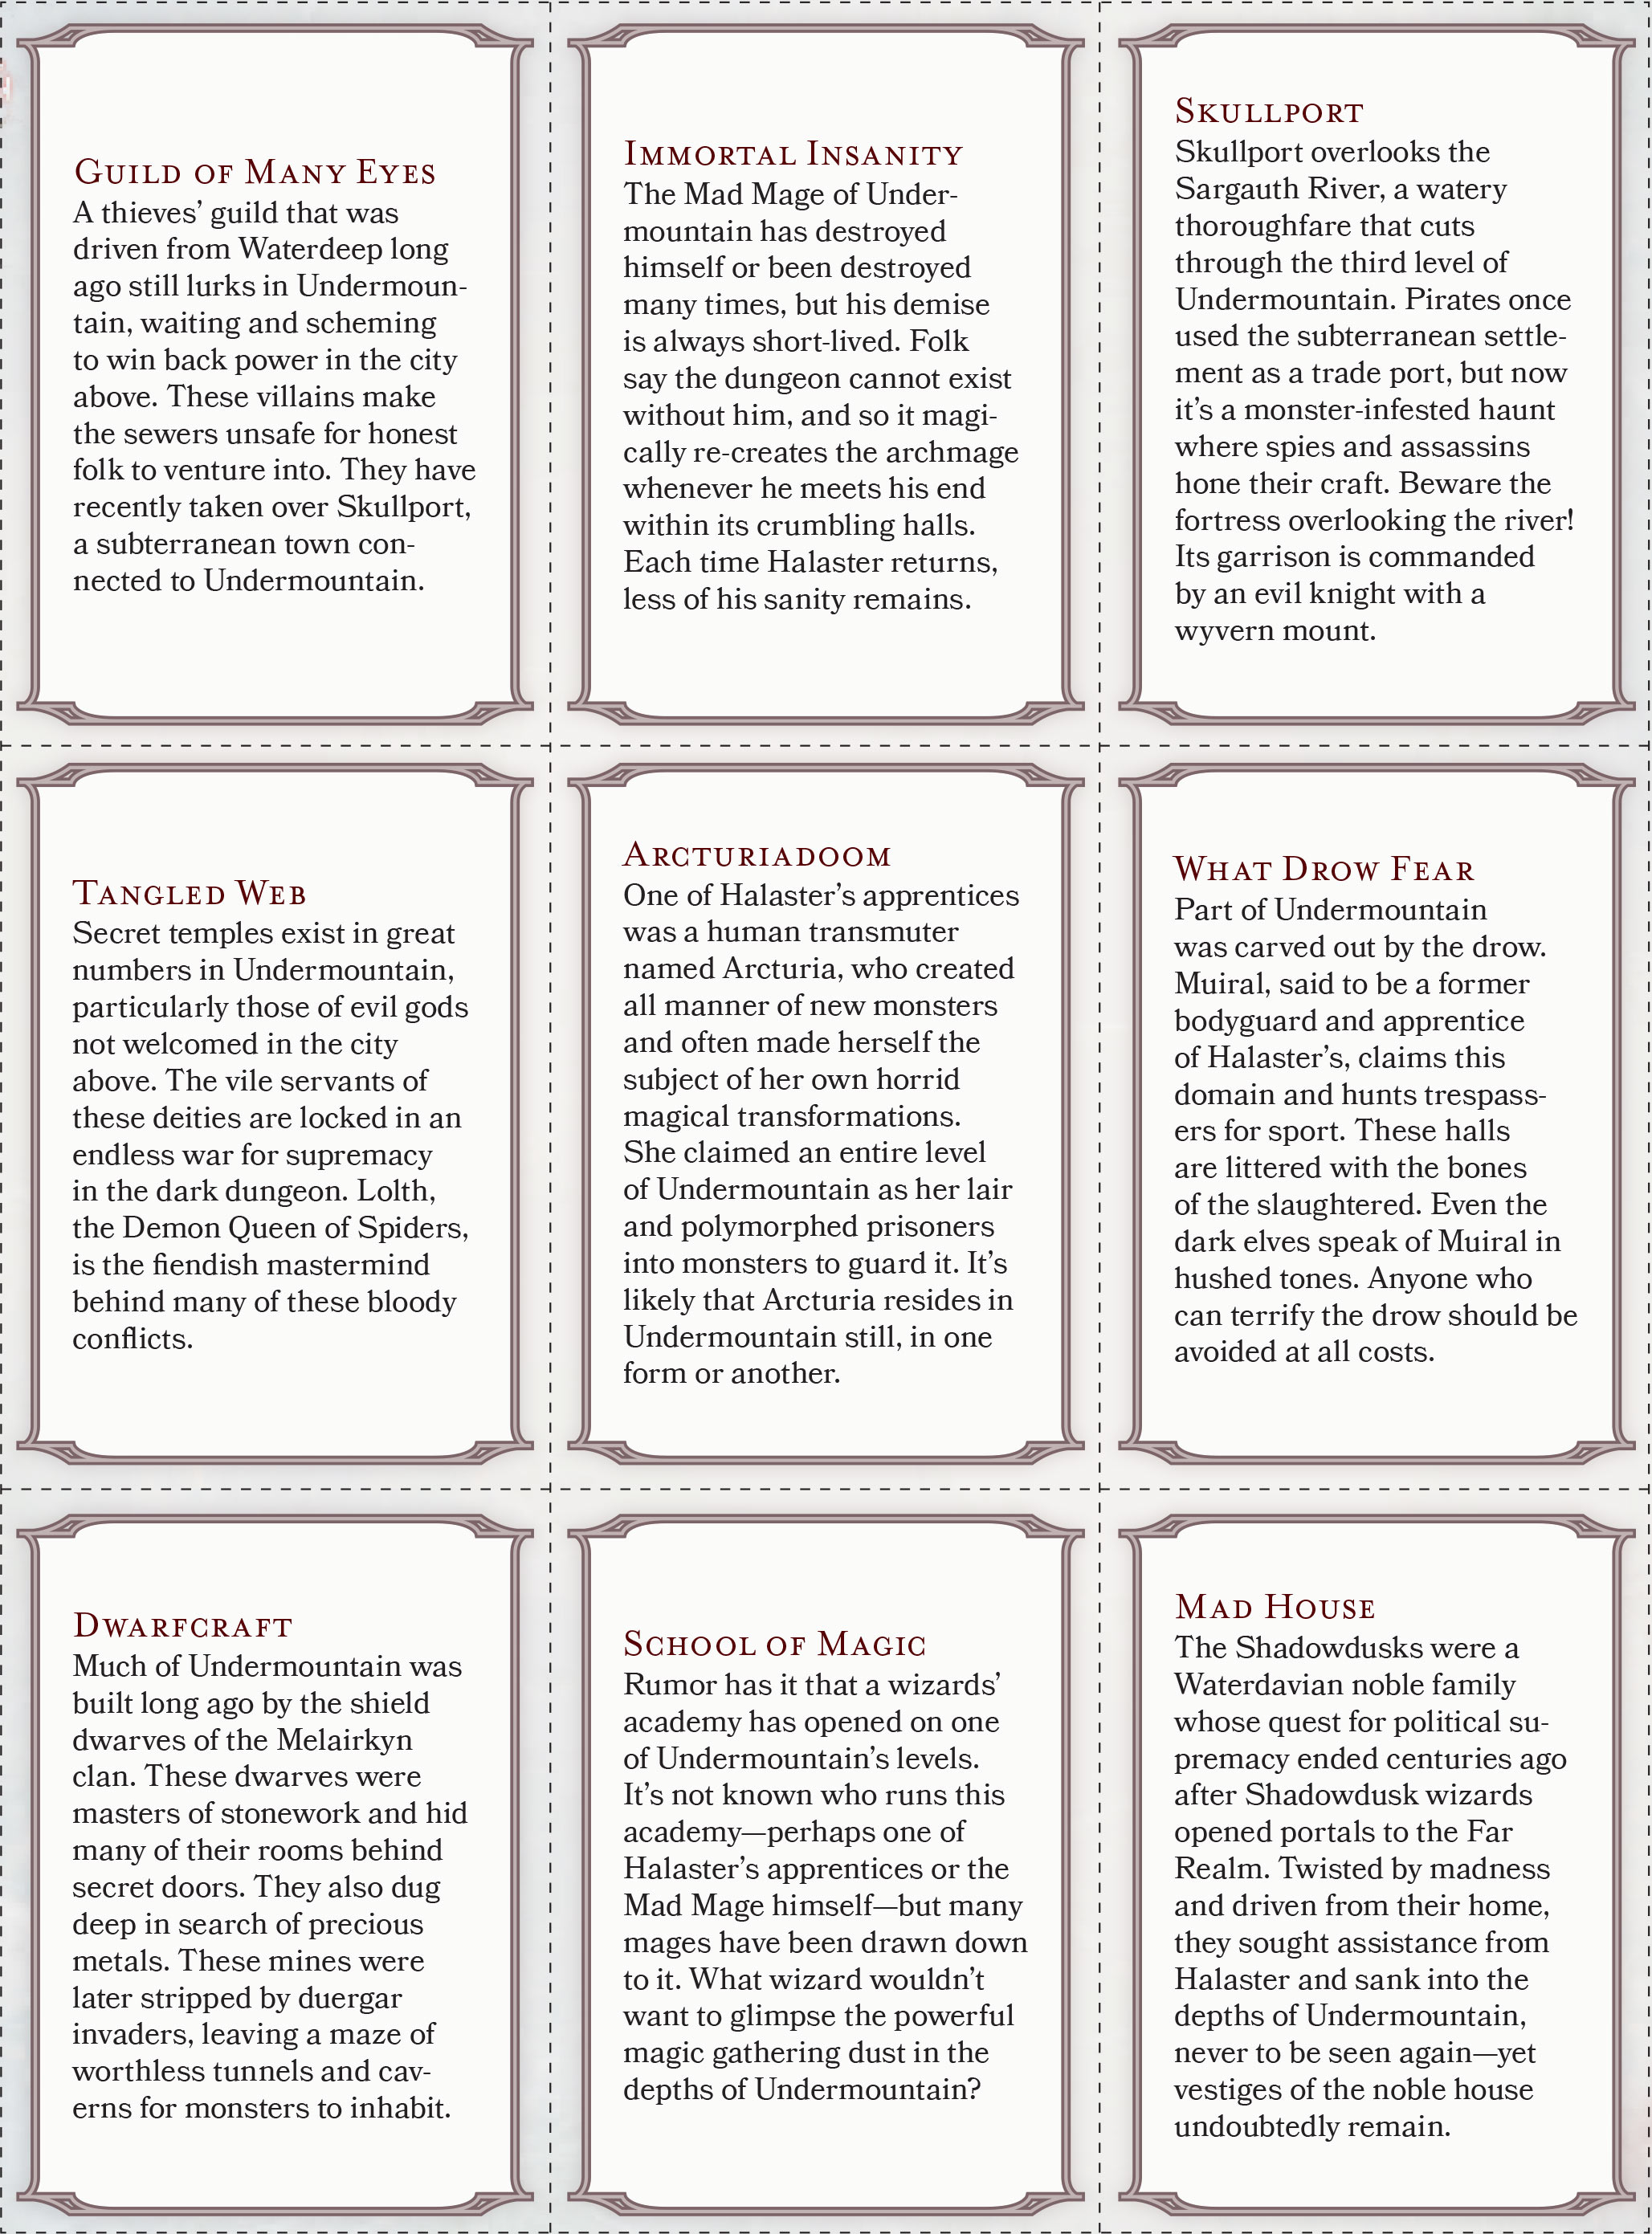 Guild of Many Eyes
A thieves’ guild that was
driven from Waterdeep long
ago still lurks in Undermoun-
tain, waiting and scheming
to win back power in the city
above. These villains make
the sewers unsafe for honest
folk to venture into. They have
recently taken over Skullport,
a subterranean town con-
nected to Undermountain.
Immortal Insanity
The Mad Mage of Under-
mountain has destroyed
himself or been destroyed
many times, but his demise
is always short-lived. Folk
say the dungeon cannot exist
without him, and so it magi-
cally re-creates the archmage
whenever he meets his end
within its crumbling halls.
Each time Halaster returns,
less of his sanity remains.
Skullport
Skullport overlooks the
Sargauth River, a watery
thoroughfare that cuts
through the third level of
Undermountain. Pirates once
used the subterranean settle-
ment as a trade port, but now
it’s a monster-infested haunt
where spies and assassins
hone their craft. Beware the
fortress overlooking the river!
Its garrison is commanded
by an evil knight with a
wyvern mount.
Tangled Web
Secret temples exist in great
numbers in Undermountain,
particularly those of evil gods
not welcomed in the city
above. The vile servants of
these deities are locked in an
endless war for supremacy
in the dark dungeon. Lolth,
the Demon Queen of Spiders,
is the fiendish mastermind
behind many of these bloody
conflicts.
Arcturiadoom
One of Halaster’s apprentices
was a human transmuter
named Arcturia, who created
all manner of new monsters
and often made herself the
subject of her own horrid
magical transformations.
She claimed an entire level
of Undermountain as her lair
and polymorphed prisoners
into monsters to guard it. It’s
likely that Arcturia resides in
Undermountain still, in one
form or another.
What Drow Fear
Part of Undermountain
was carved out by the drow.
Muiral, said to be a former
bodyguard and apprentice
of Halaster’s, claims this
domain and hunts trespass-
ers for sport. These halls
are littered with the bones
of the slaughtered. Even the
dark elves speak of Muiral in
hushed tones. Anyone who
can terrify the drow should be
avoided at all costs.
Dwarfcraft
Much of Undermountain was
built long ago by the shield
dwarves of the Melairkyn
clan. These dwarves were
masters of stonework and hid
many of their rooms behind
secret doors. They also dug
deep in search of precious
metals. These mines were
later stripped by duergar
invaders, leaving a maze of
worthless tunnels and cav-
erns for monsters to inhabit.
School of Magic
Rumor has it that a wizards’
academy has opened on one
of Undermountain’s levels.
It’s not known who runs this
academy—perhaps one of
Halaster’s apprentices or the
Mad Mage himself—but many
mages have been drawn down
to it. What wizard wouldn’t
want to glimpse the powerful
magic gathering dust in the
depths of Undermountain?
Mad House
The Shadowdusks were a
Waterdavian noble family
whose quest for political su-
premacy ended centuries ago
after Shadowdusk wizards
opened portals to the Far
Realm. Twisted by madness
and driven from their home,
they sought assistance from
Halaster and sank into the
depths of Undermountain,
never to be seen again—yet
vestiges of the noble house
undoubtedly remain.